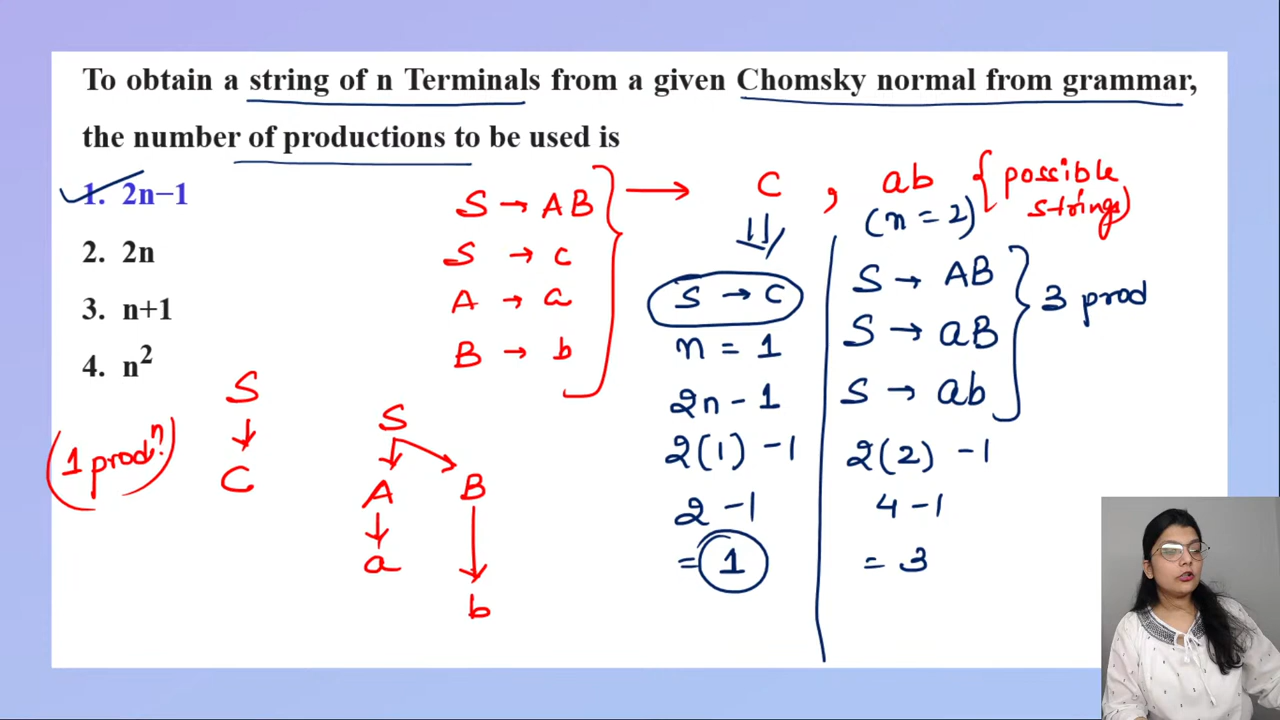 To obtain a string of n Terminals from a given Chomsky normal from grammar,
the number of productions to be used is
1. 2n−1
2. 2n
3. n+1
4. n²
S → AB
S → c
A → a
B → b
C , ab {possible
strings}
(n = 2)
S → C
n = 1
2n - 1
2(1) - 1
2 - 1
= 1
S → AB
S → aB
S → ab
3 prod
2(2) - 1
4 - 1
= 3
(1 prodⁿ)
S
C
S
A B
a
b